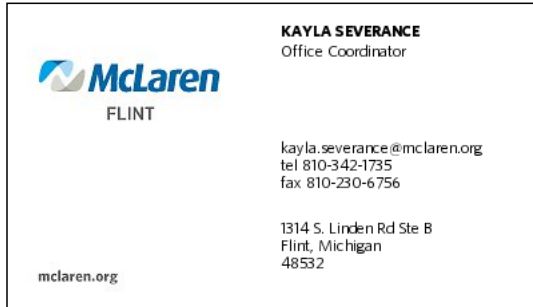 KAYLA SEVERANCE
Office Coordinator
McLaren
FLINT
kayla.severance@mclaren.org
tel 810-342-1735
fax 810-230-6756
1314 S. Linden Rd Ste B
Flint, Michigan
48532
mclaren.org